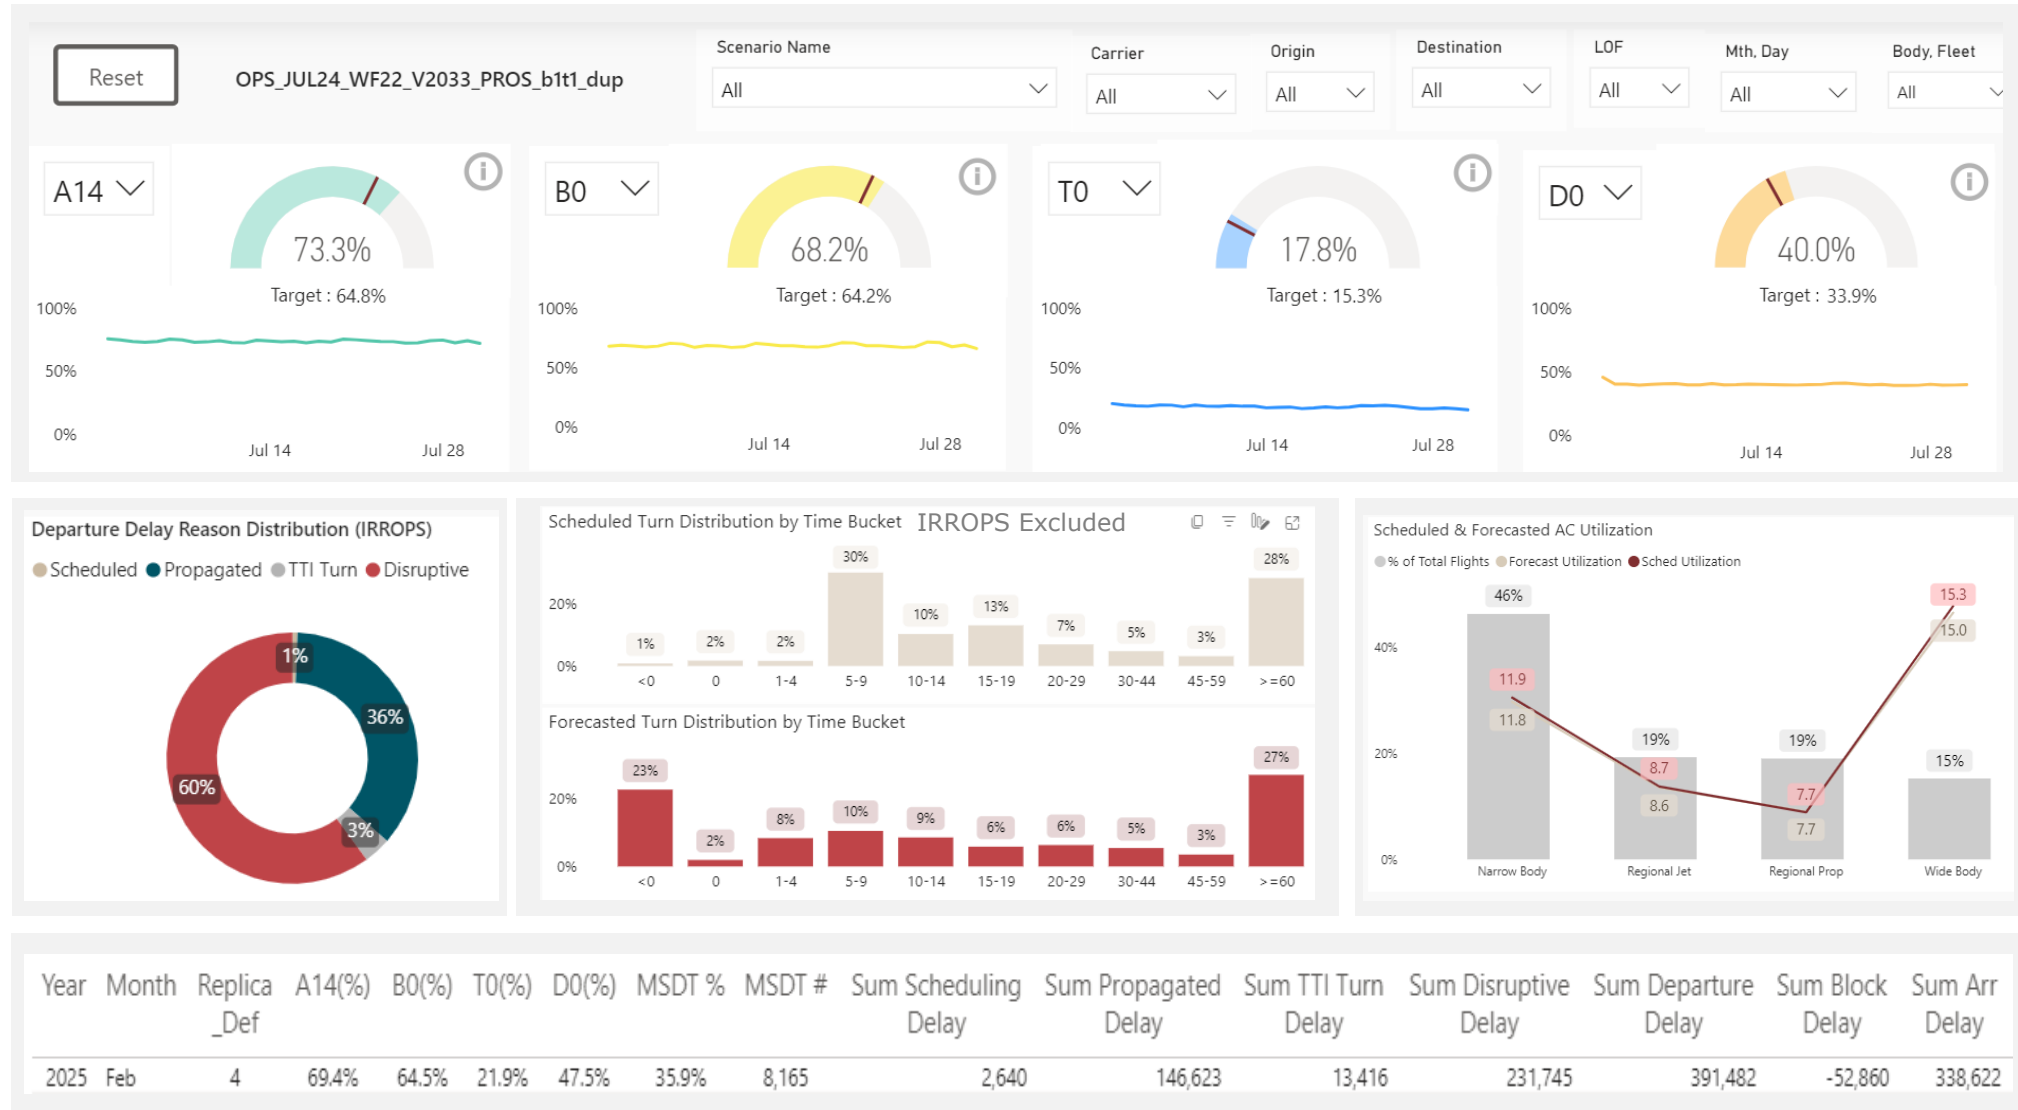 Reset
OPS_JUL24_WF22_V2033_PROS_b1t1_dup
Scenario Name
All
Carrier
All
Origin
All
Destination
All
LOF
All
Mth, Day
All
Body, Fleet
All
A14
73.3%
Target : 64.8%
100%
50%
0%
Jul 14
Jul 28
B0
68.2%
Target : 64.2%
100%
50%
0%
Jul 14
Jul 28
T0
17.8%
Target : 15.3%
100%
50%
0%
Jul 14
Jul 28
D0
40.0%
Target : 33.9%
100%
50%
0%
Jul 14
Jul 28
Departure Delay Reason Distribution (IRROPS)
Scheduled Propagated TTI Turn Disruptive
1%
36%
60%
3%
Scheduled Turn Distribution by Time Bucket IRROPS Excluded
30% 28%
20% 10% 13% 7% 5% 3%
1% 2% 2%
0%
<0 0 1-4 5-9 10-14 15-19 20-29 30-44 45-59 >=60
Forecasted Turn Distribution by Time Bucket
23% 27%
20% 2% 8% 10% 9% 6% 6% 5% 3%
0%
<0 0 1-4 5-9 10-14 15-19 20-29 30-44 45-59 >=60
Scheduled & Forecasted AC Utilization
% of Total Flights Forecast Utilization Sched Utilization
46% 15.3
15.0
40%
11.9
11.8
19% 19%
20% 15%
8.7
8.6
7.7
7.7
0%
Narrow Body Regional Jet Regional Prop Wide Body
Year Month Replica A14(%) B0(%) T0(%) D0(%) MSDT % MSDT # Sum Scheduling Sum Propagated Sum TTI Turn Sum Disruptive Sum Departure Sum Block Sum Arr
_Def Delay Delay Delay Delay Delay Delay Delay
2025 Feb 4 69.4% 64.5% 21.9% 47.5% 35.9% 8,165 2,640 146,623 13,416 231,745 391,482 -52,860 338,622